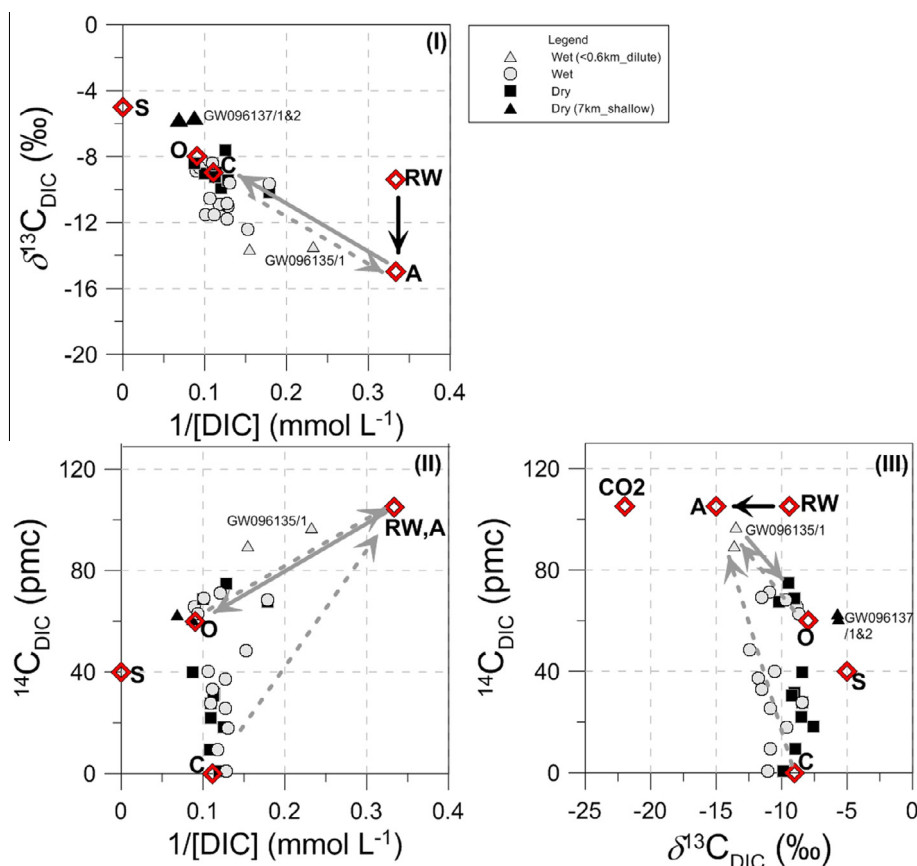 (I)
0
-4
-8
-12
-16
-20
δ13CDIC (‰)
S
GW096137/1&2
O
C
RW
GW096135/1
A
0 0.1 0.2 0.3 0.4
1/[DIC] (mmol L-1)
Legend
Wet (<0.6km_dilute)
Wet
Dry
Dry (7km_shallow)
(II)
120
80
40
0
14CDIC (pmc)
GW096135/1
RW,A
O
S
C
0 0.1 0.2 0.3 0.4
1/[DIC] (mmol L-1)
(III)
120
80
40
0
14CDIC (pmc)
CO2
A
RW
GW096135/1
GW096137
/1&2
O
S
C
-25 -20 -15 -10 -5 0
δ13CDIC (‰)